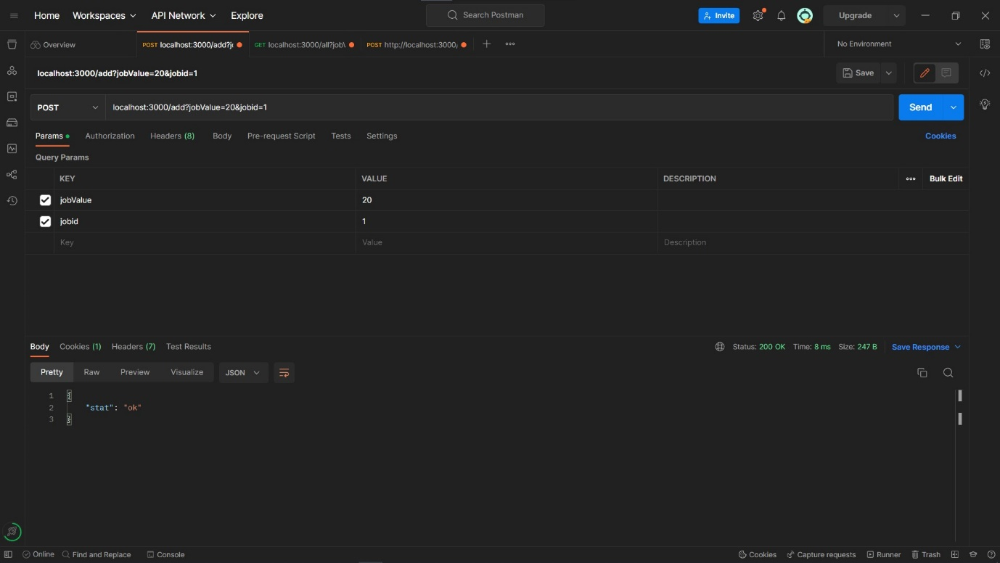 Home Workspaces API Network Explore Search Postman Invite Upgrade
Overview POST localhost:3000/add?j GET localhost:3000/all?job\ POST http://localhost:3000/ No Environment
localhost:3000/add?jobValue=20&jobid=1 Save
POST localhost:3000/add?jobValue=20&jobid=1 Send
Params Authorization Headers (8) Body Pre-request Script Tests Settings Cookies
Query Params
KEY VALUE DESCRIPTION Bulk Edit
jobValue 20
jobid 1
Key Value Description
Body Cookies (1) Headers (7) Test Results Status: 200 OK Time: 8 ms Size: 247 B Save Response
Pretty Raw Preview Visualize JSON
1 {
2 "stat": "ok"
3 }
Online Find and Replace Console Cookies Capture requests Runner Trash